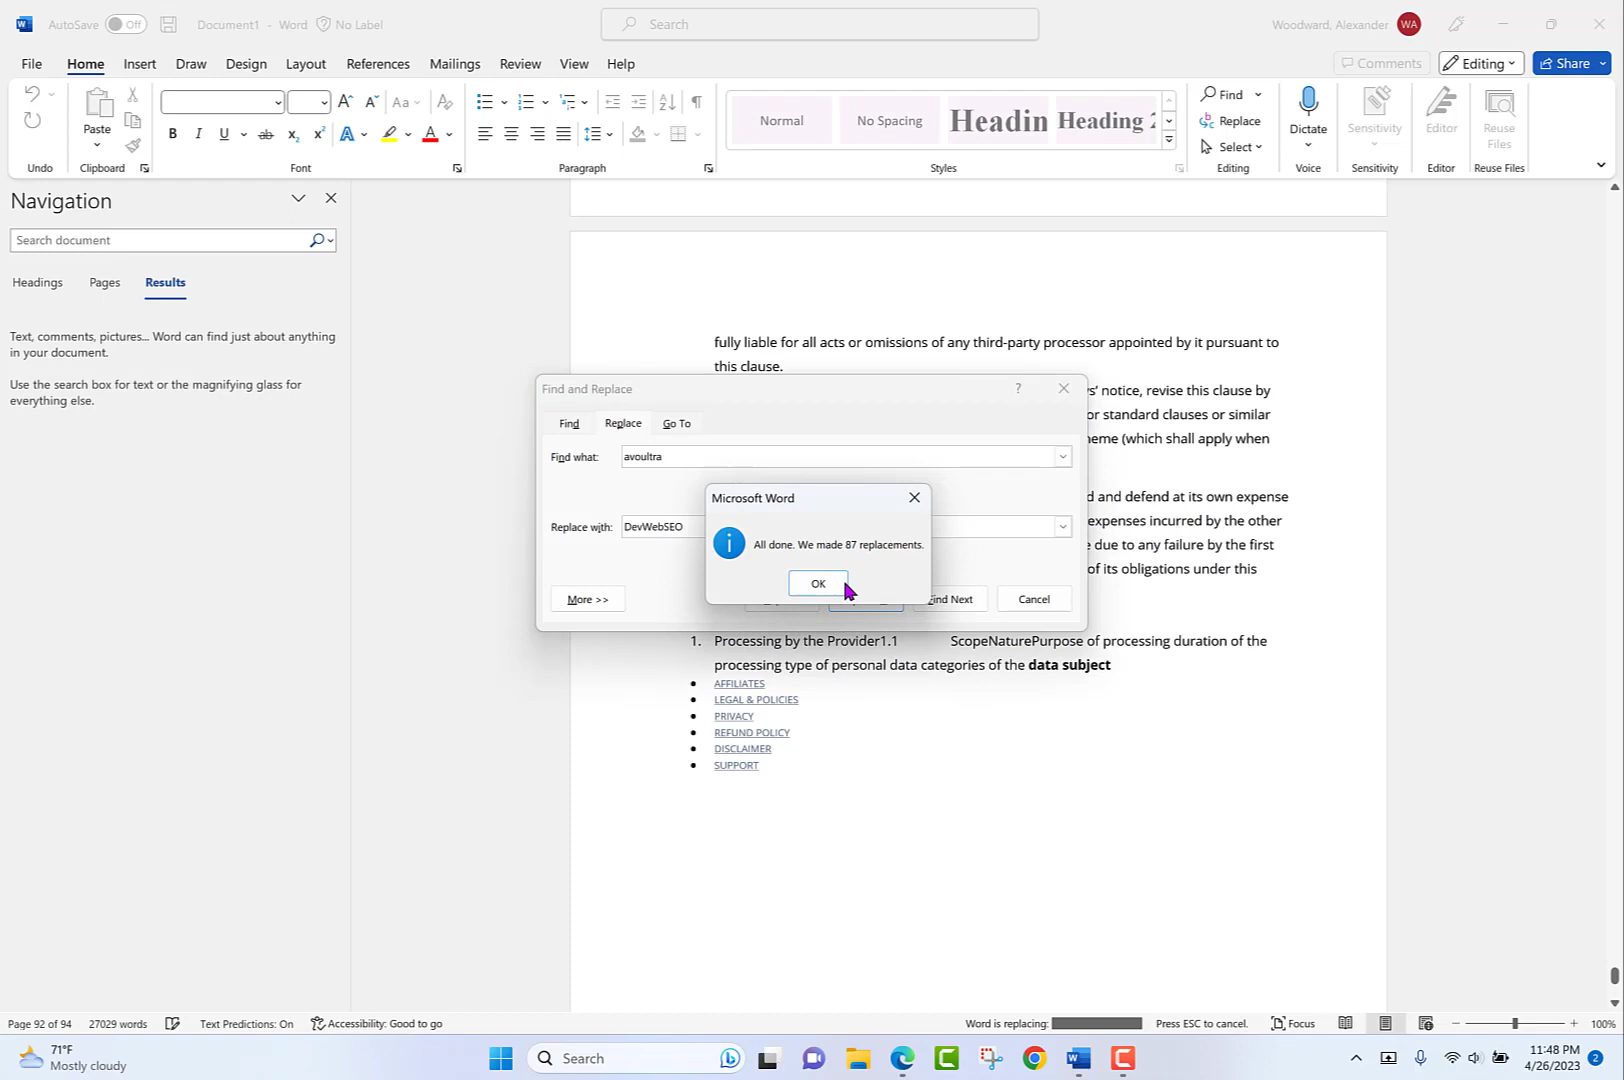 AutoSave Off Document1 - Word No Label
Search
Woodward, Alexander WA
File Home Insert Draw Design Layout References Mailings Review View Help
Comments Editing Share
Undo
Paste
Clipboard
Aa
B I U ab x₂ x² A A
Font
Paragraph
Normal No Spacing Headin Heading 2
Styles
Find
Replace
Select
Editing
Dictate
Voice
Sensitivity
Sensitivity
Editor
Editor
Reuse
Files
Reuse Files
Navigation
Search document
Headings Pages Results
Text, comments, pictures... Word can find just about anything
in your document.
Use the search box for text or the magnifying glass for
everything else.
fully liable for all acts or omissions of any third-party processor appointed by it pursuant to
this clause.
Find and Replace ?
Find Replace Go To
Find what: avoultra
Replace with: DevWebSEO
More >> Find Next Cancel
Microsoft Word
All done. We made 87 replacements.
OK
s’ notice, revise this clause by
or standard clauses or similar
eme (which shall apply when
d and defend at its own expense
expenses incurred by the other
e due to any failure by the first
of its obligations under this
1. Processing by the Provider1.1 ScopeNaturePurpose of processing duration of the
processing type of personal data categories of the data subject
• AFFILIATES
• LEGAL & POLICIES
• PRIVACY
• REFUND POLICY
• DISCLAIMER
• SUPPORT
Page 92 of 94 27029 words Text Predictions: On Accessibility: Good to go
Word is replacing: Press ESC to cancel. Focus 100%
71°F
Mostly cloudy
Search
11:48 PM
4/26/2023
2